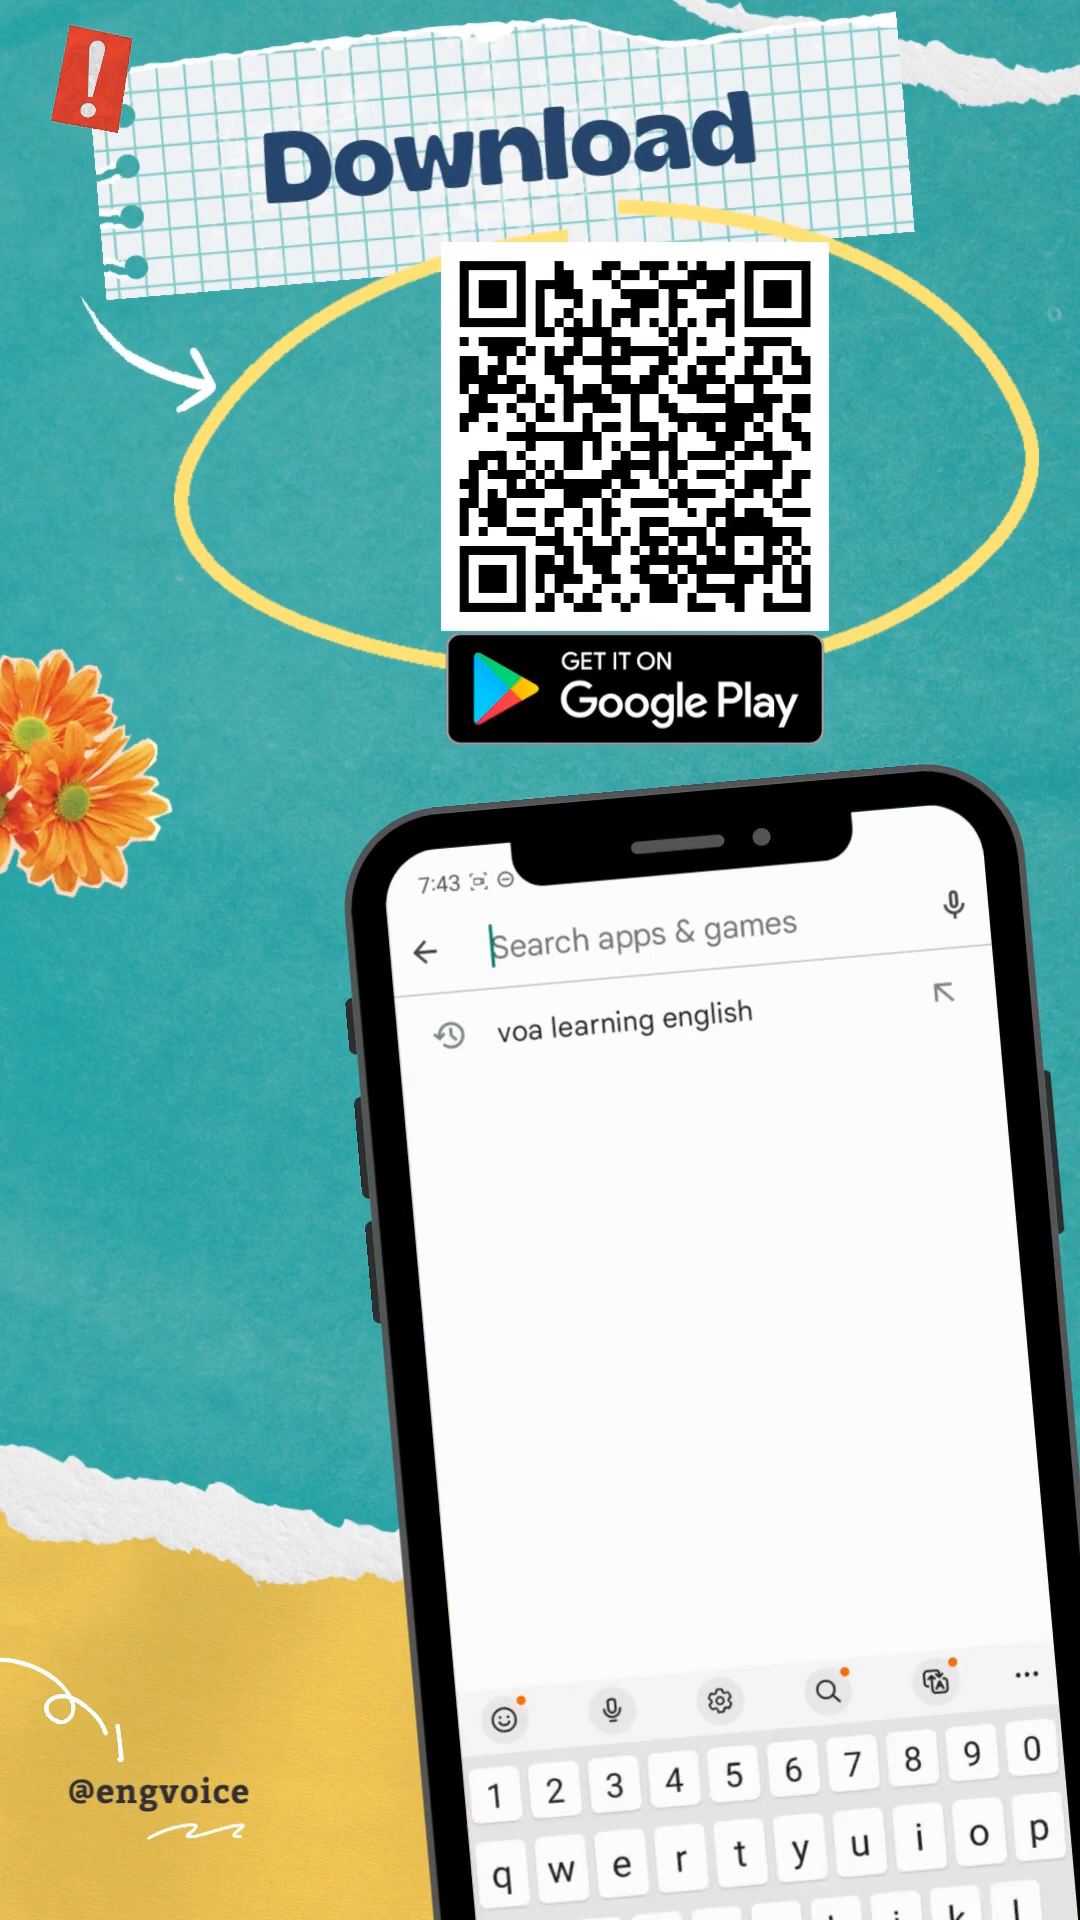 !
Download
GET IT ON
Google Play
7:43
Search apps & games
voa learning english
1 2 3 4 5 6 7 8 9 0
q w e r t y u i o p
k l
@engvoice